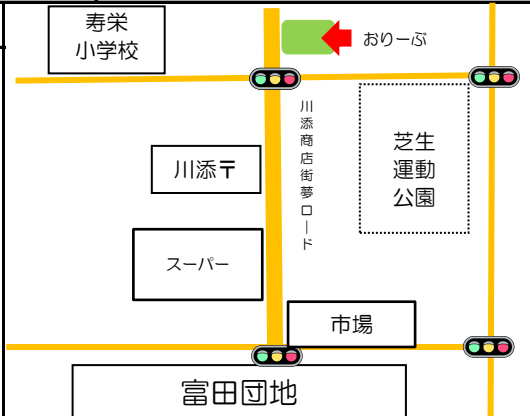 寿栄
小学校
おりーぶ
川添商店街夢ロード
芝生
運動
公園
川添〒
スーパー
市場
富田団地